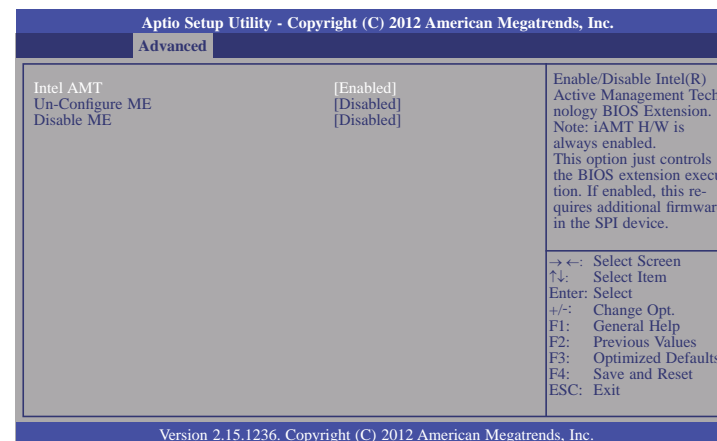 Aptio Setup Utility - Copyright (C) 2012 American Megatrends, Inc.
Advanced
Intel AMT [Enabled]
Un-Configure ME [Disabled]
Disable ME [Disabled]
Enable/Disable Intel(R)
Active Management Tech
nology BIOS Extension.
Note: iAMT H/W is
always enabled.
This option just controls
the BIOS extension execu
tion. If enabled, this re-
quires additional firmwar
in the SPI device.
→←: Select Screen
↑↓: Select Item
Enter: Select
+/-: Change Opt.
F1: General Help
F2: Previous Values
F3: Optimized Defaults
F4: Save and Reset
ESC: Exit
Version 2.15.1236. Copyright (C) 2012 American Megatrends, Inc.